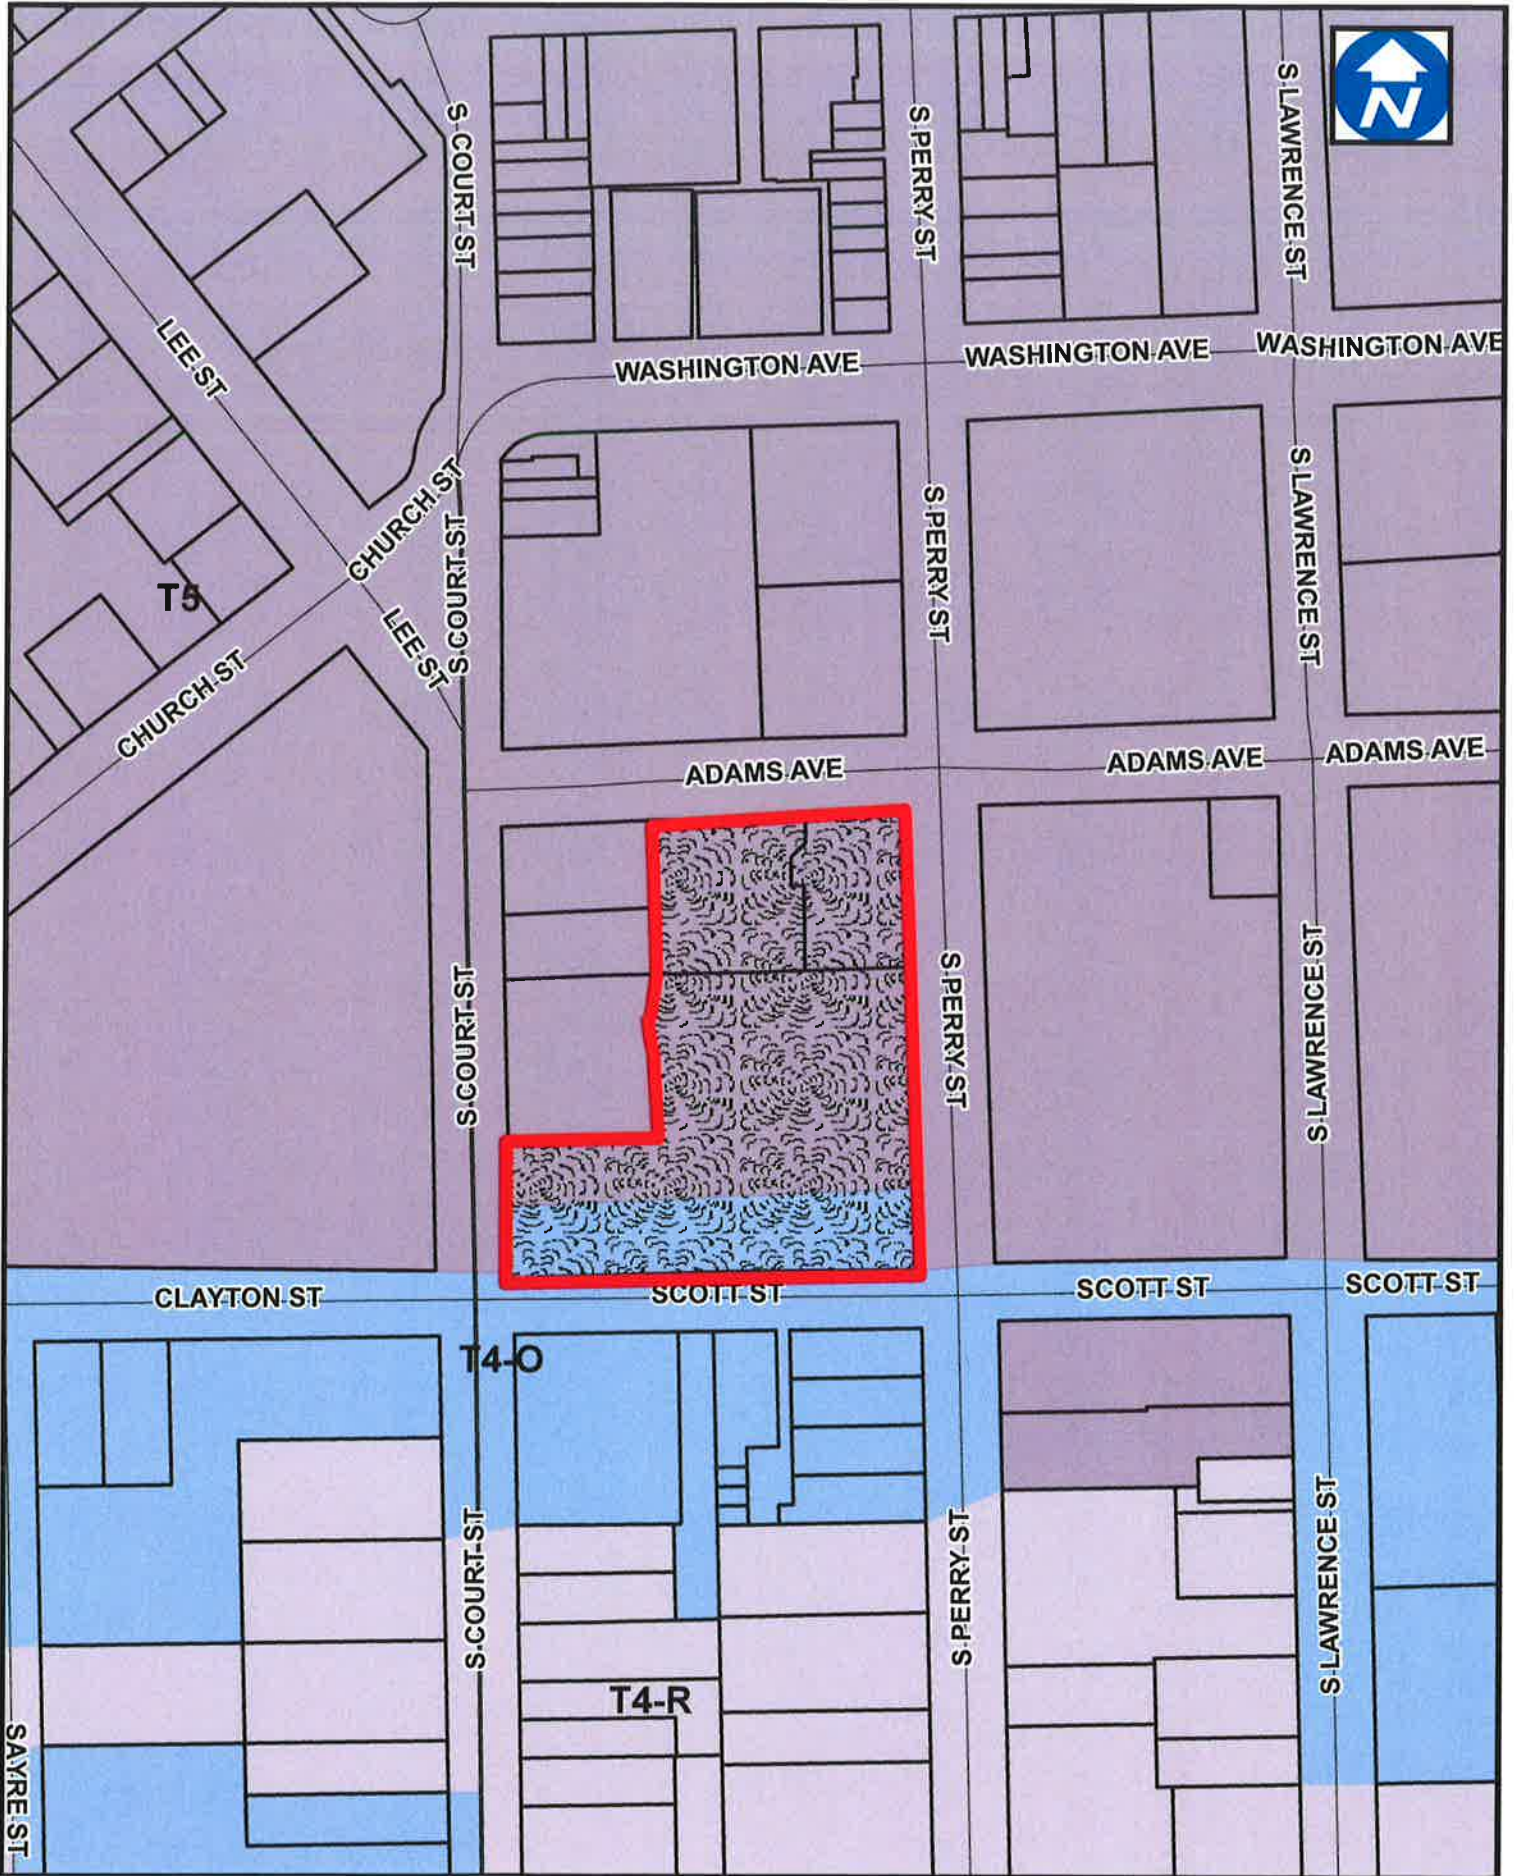 N
S COURT ST
S PERRY ST
S LAWRENCE ST
LEE ST
WASHINGTON AVE
WASHINGTON AVE
WASHINGTON AVE
CHURCH ST
S COURT ST
S PERRY ST
S LAWRENCE ST
T5
LEE ST
CHURCH ST
ADAMS AVE
ADAMS AVE
ADAMS AVE
S COURT ST
S PERRY ST
S LAWRENCE ST
CLAYTON ST
SCOTT ST
SCOTT ST
SCOTT ST
T4-O
S COURT ST
S PERRY ST
S LAWRENCE ST
T4-R
SAYRE ST